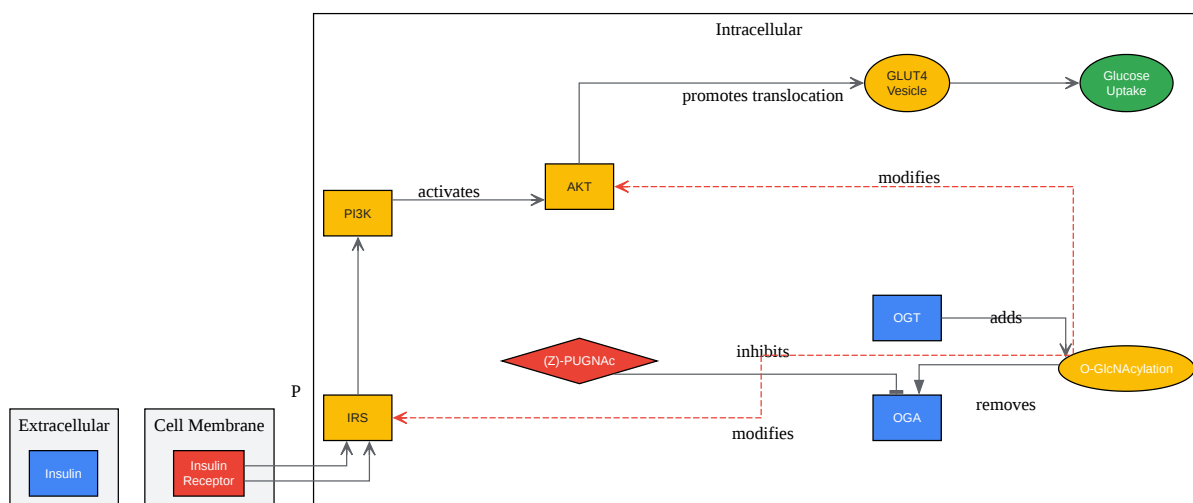 Intracellular
GLUT4
Vesicle
Glucose
Uptake
promotes translocation
AKT
modifies
activates
PI3K
OGT
adds
(Z)-PUGNAc
inhibits
O-GlcNAcylation
P
removes
IRS
OGA
modifies
Extracellular
Cell Membrane
Insulin
Insulin
Receptor